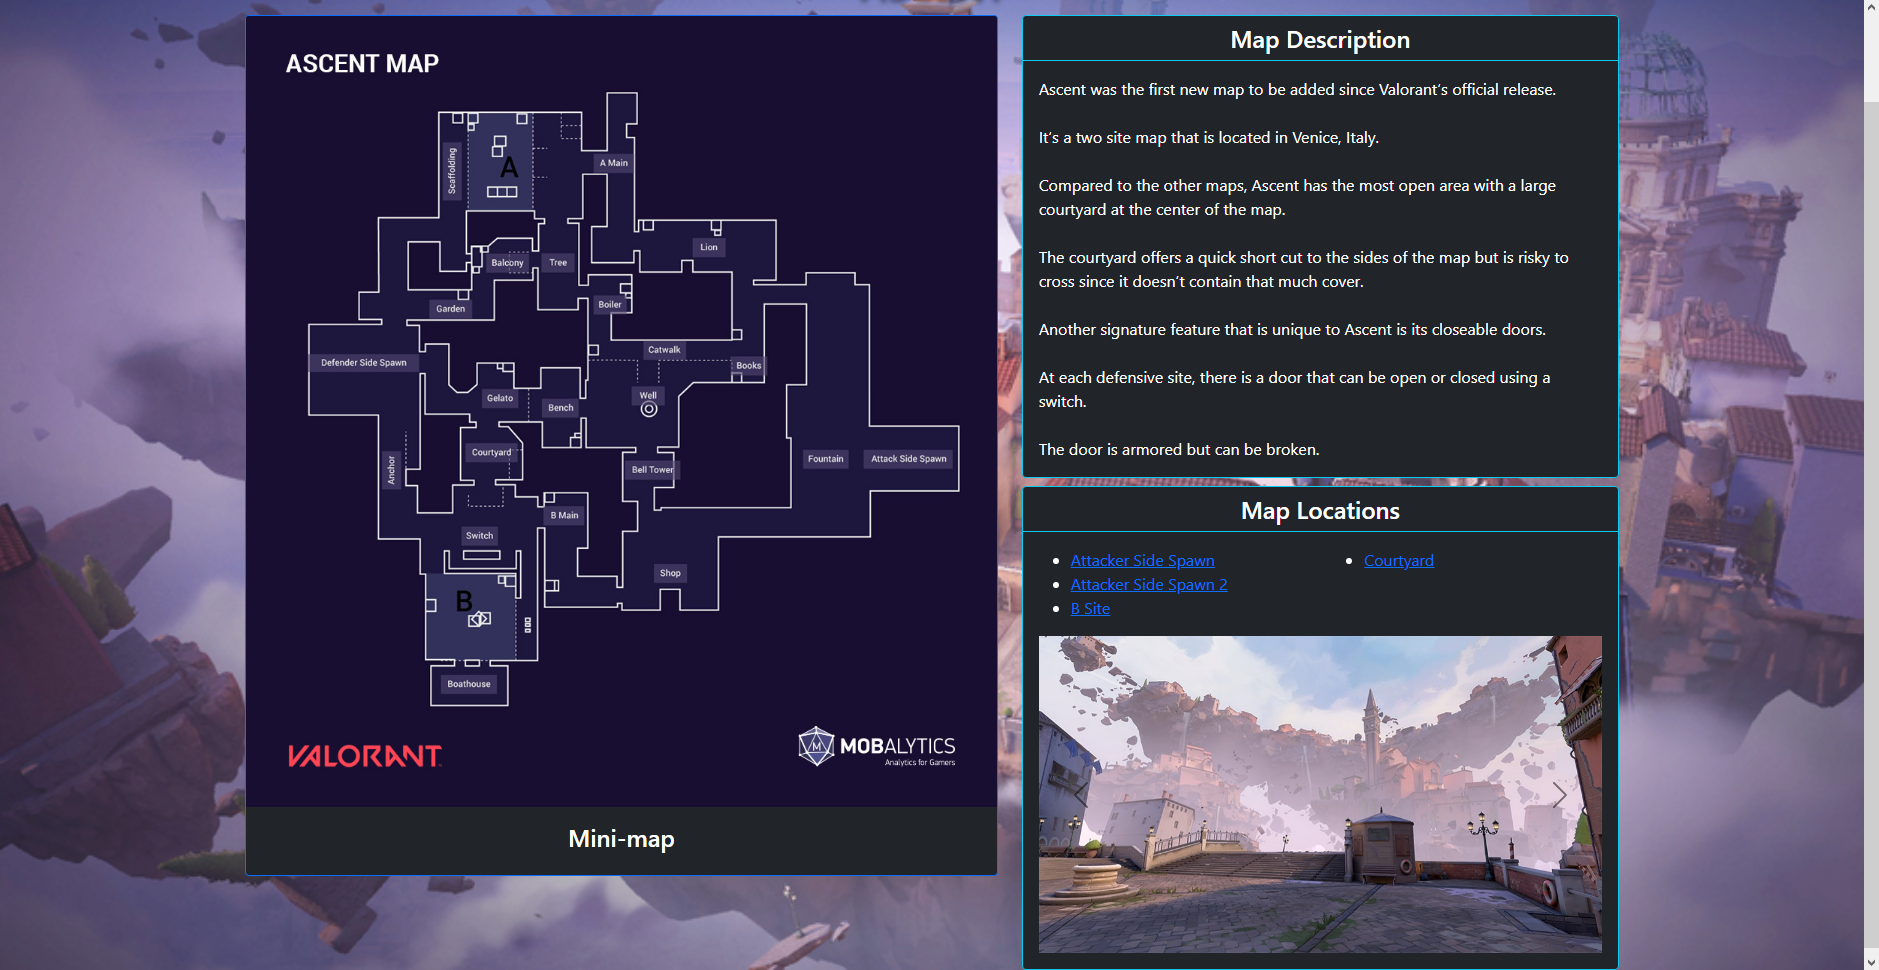 ASCENT MAP
A
Scaffolding
A Main
Lion
Balcony
Tree
Garden
Boiler
Defender Side Spawn
Catwalk
Books
Gelato
Bench
Well
Courtyard
Anchor
Bell Tower
Fountain
Attack Side Spawn
B Main
Switch
Shop
B
Boathouse
VALORANT
M
MOBALYTICS
Analytics for Gamers
Mini-map
Map Description
Ascent was the first new map to be added since Valorant’s official release.
It’s a two site map that is located in Venice, Italy.
Compared to the other maps, Ascent has the most open area with a large
courtyard at the center of the map.
The courtyard offers a quick short cut to the sides of the map but is risky to
cross since it doesn’t contain that much cover.
Another signature feature that is unique to Ascent is its closeable doors.
At each defensive site, there is a door that can be open or closed using a
switch.
The door is armored but can be broken.
Map Locations
Attacker Side Spawn
Attacker Side Spawn 2
B Site
Courtyard